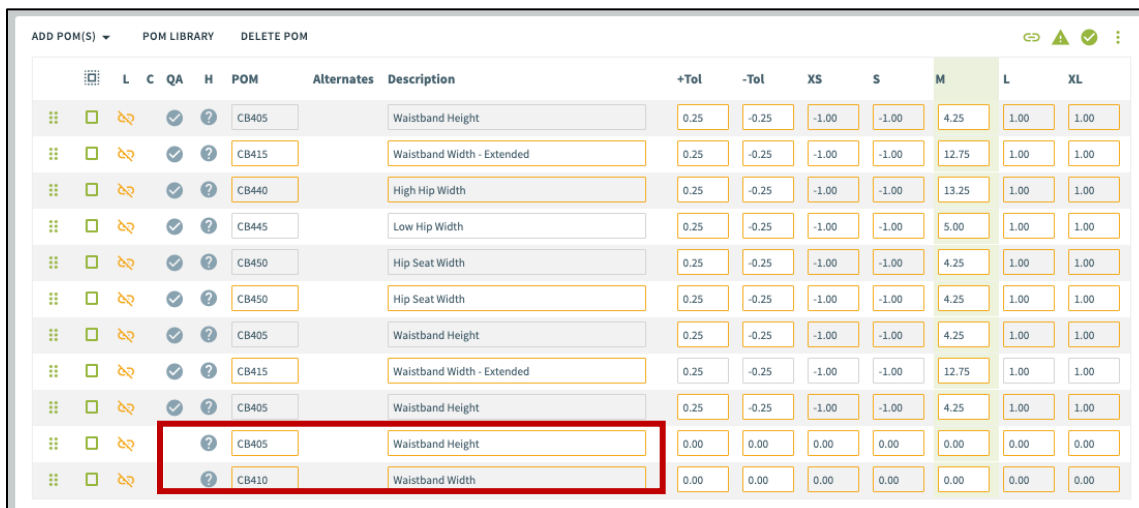 ADD POM(S) POM LIBRARY DELETE POM
L C QA H POM Alternates Description +Tol -Tol XS S M L XL
CB405 Waistband Height 0.25 -0.25 -1.00 -1.00 4.25 1.00 1.00
CB415 Waistband Width - Extended 0.25 -0.25 -1.00 -1.00 12.75 1.00 1.00
CB440 High Hip Width 0.25 -0.25 -1.00 -1.00 13.25 1.00 1.00
CB445 Low Hip Width 0.25 -0.25 -1.00 -1.00 5.00 1.00 1.00
CB450 Hip Seat Width 0.25 -0.25 -1.00 -1.00 4.25 1.00 1.00
CB450 Hip Seat Width 0.25 -0.25 -1.00 -1.00 4.25 1.00 1.00
CB405 Waistband Height 0.25 -0.25 -1.00 -1.00 4.25 1.00 1.00
CB415 Waistband Width - Extended 0.25 -0.25 -1.00 -1.00 12.75 1.00 1.00
CB405 Waistband Height 0.25 -0.25 -1.00 -1.00 4.25 1.00 1.00
CB405 Waistband Height 0.00 0.00 0.00 0.00 0.00 0.00 0.00
CB410 Waistband Width 0.00 0.00 0.00 0.00 0.00 0.00 0.00